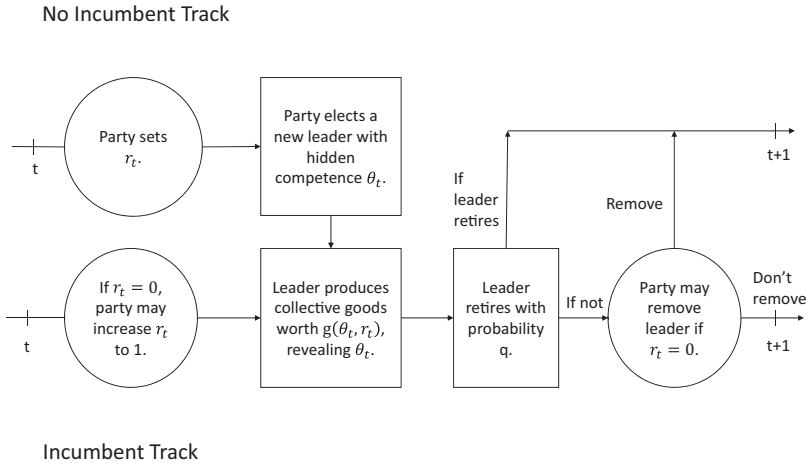 No Incumbent Track
Party sets
r_t.
Party elects a
new leader with
hidden
competence θ_t.
t
t+1
If
leader
retires
Remove
If r_t = 0,
party may
increase r_t
to 1.
Leader produces
collective goods
worth g(θ_t, r_t),
revealing θ_t.
Leader
retires with
probability
q.
If not
Party may
remove
leader if
r_t = 0.
Don't
remove
t
t+1
Incumbent Track